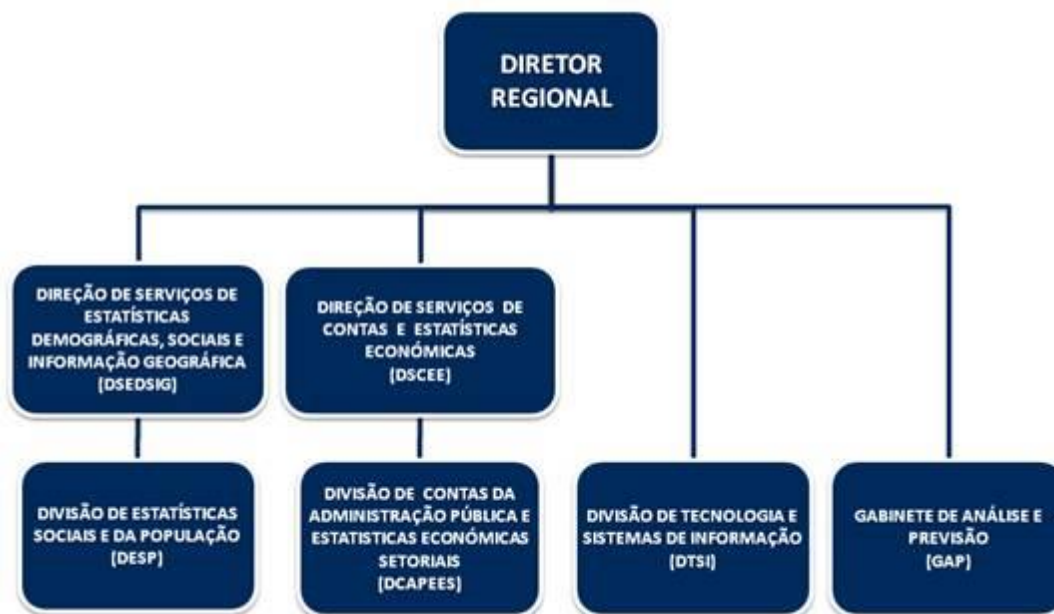 DIRETOR
REGIONAL
DIREÇÃO DE SERVIÇOS DE
ESTATÍSTICAS
DEMOGRÁFICAS, SOCIAIS E
INFORMAÇÃO GEOGRÁFICA
(DSEDSIG)
DIREÇÃO DE SERVIÇOS DE
CONTAS E ESTATÍSTICAS
ECONÓMICAS
(DSCEE)
DIVISÃO DE ESTATÍSTICAS
SOCIAIS E DA POPULAÇÃO
(DESP)
DIVISÃO DE CONTAS DA
ADMINISTRAÇÃO PÚBLICA E
ESTATISTICAS ECONÓMICAS
SETORIAIS
(DCAPEES)
DIVISÃO DE TECNOLOGIA E
SISTEMAS DE INFORMAÇÃO
(DTSI)
GABINETE DE ANÁLISE E
PREVISÃO
(GAP)